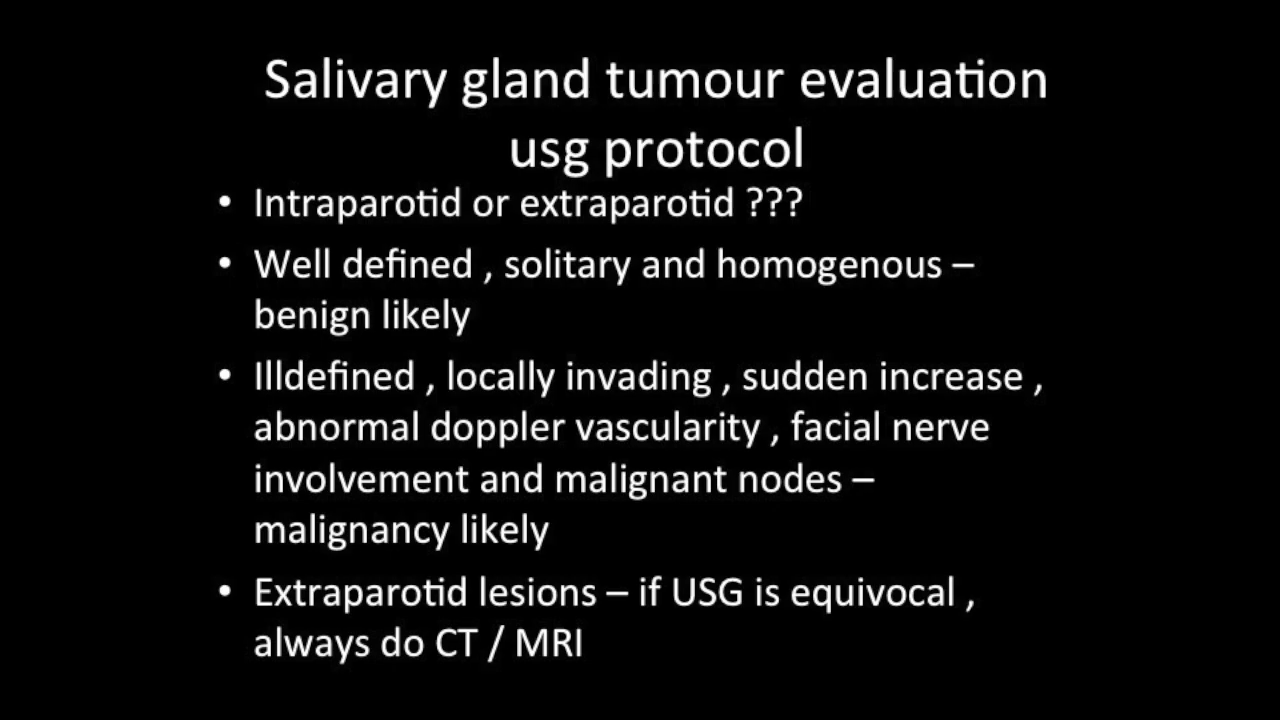 Salivary gland tumour evaluation
usg protocol
• Intraparotid or extraparotid ???
• Well defined , solitary and homogenous –
benign likely
• Illdefined , locally invading , sudden increase ,
abnormal doppler vascularity , facial nerve
involvement and malignant nodes –
malignancy likely
• Extraparotid lesions – if USG is equivocal ,
always do CT / MRI